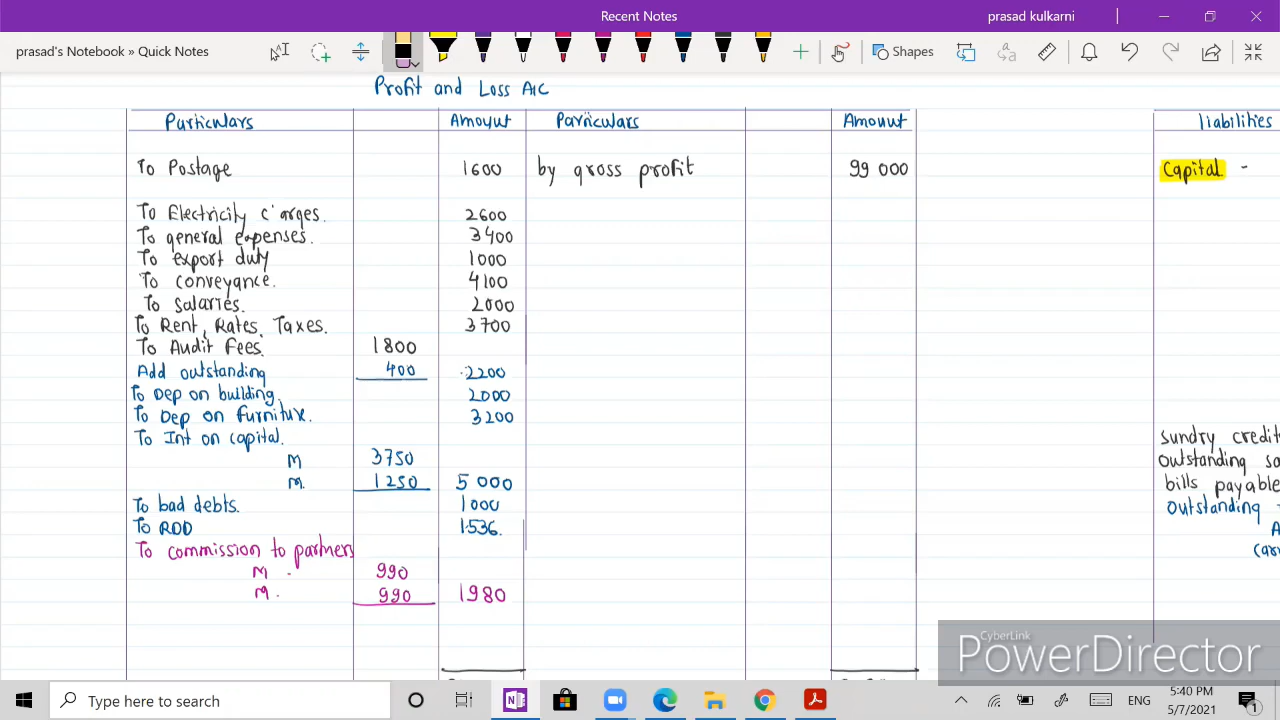 Recent Notes
prasad kulkarni
prasad's Notebook » Quick Notes
Shapes
Profit and Loss A/C
Particulars Amount Particulars Amount liabilities
To Postage 1600 by gross profit 99 000 Capital -
To Electricity c arges. 2600
To general expenses. 3400
To export duty 1000
To conveyance. 4100
To Salaries. 2000
To Rent, Rates, Taxes. 3700
To Audit Fees. 1800
Add outstanding 400 2200
To Dep on building. 2000
To Dep on furniture. 3200
To Int on capital. sundry credit
M 3750 outstanding sa
M. 1250 5 000 bills payable
To bad debts. 1000 outstanding
To RDD 1536. A
To commission to partners (ar
M . 990
M . 990 1980
CyberLink
PowerDirector
Type here to search
ENG
5:40 PM
5/7/2021
1